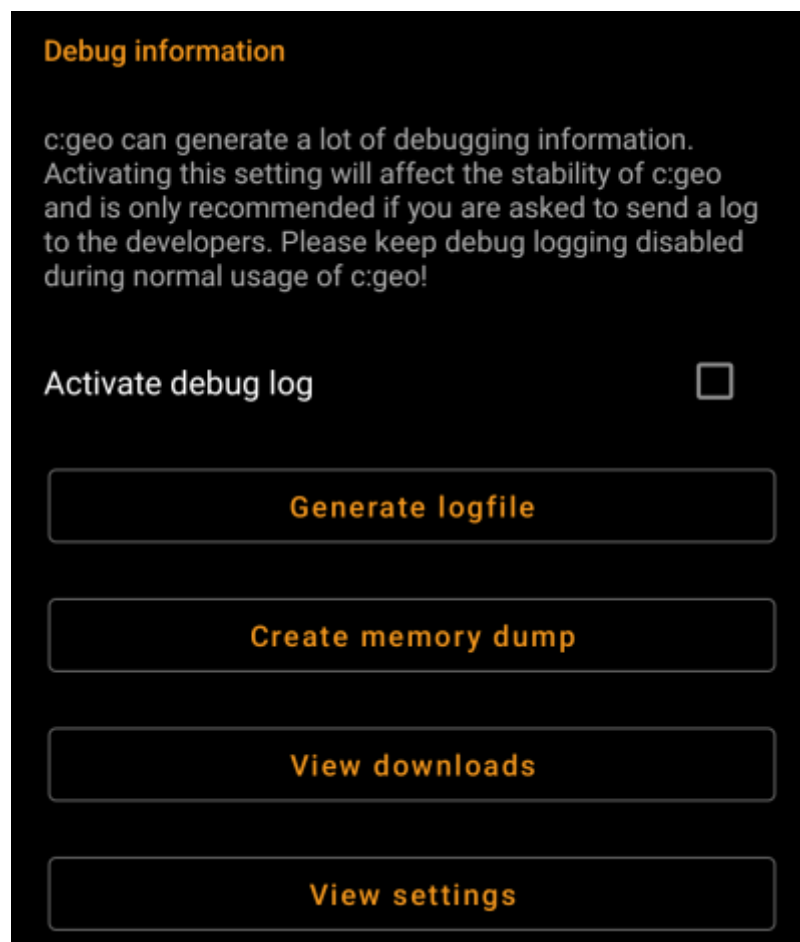 Debug information
c:geo can generate a lot of debugging information.
Activating this setting will affect the stability of c:geo
and is only recommended if you are asked to send a log
to the developers. Please keep debug logging disabled
during normal usage of c:geo!
Activate debug log
Generate logfile
Create memory dump
View downloads
View settings